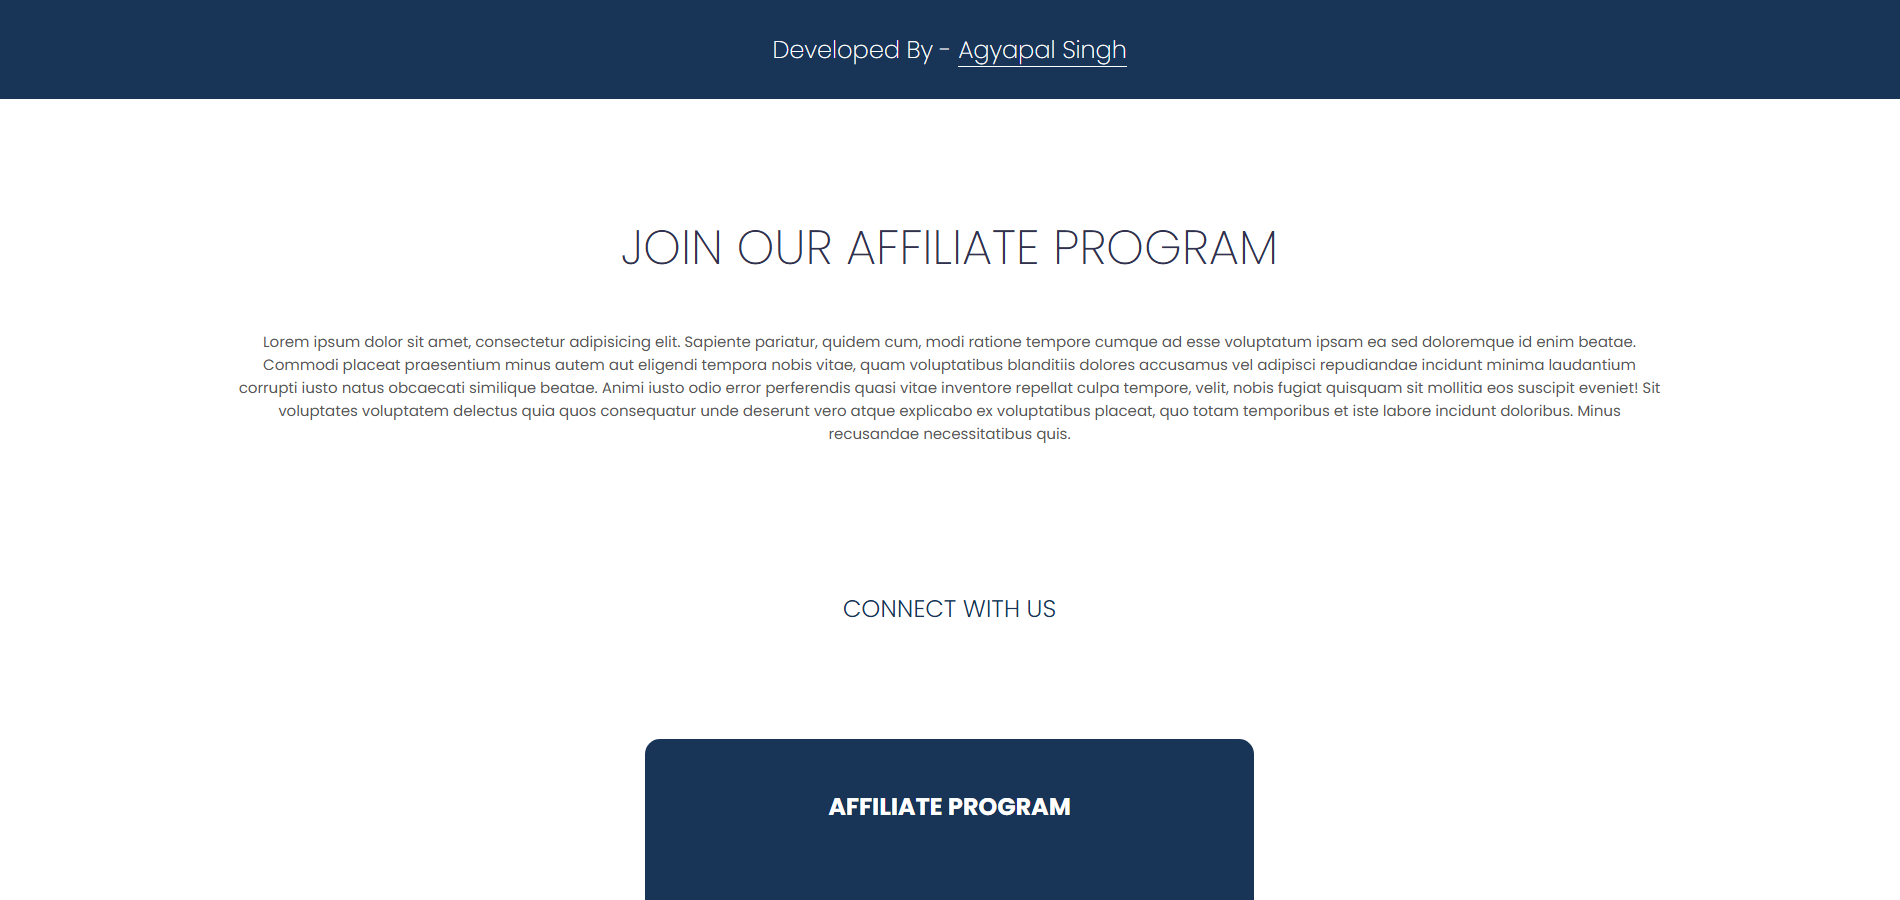 Developed By - Agyapal Singh
JOIN OUR AFFILIATE PROGRAM
Lorem ipsum dolor sit amet, consectetur adipisicing elit. Sapiente pariatur, quidem cum, modi ratione tempore cumque ad esse voluptatum ipsam ea sed doloremque id enim beatae.
Commodi placeat praesentium minus autem aut eligendi tempora nobis vitae, quam voluptatibus blanditiis dolores accusamus vel adipisci repudiandae incidunt minima laudantium
corrupti iusto natus obcaecati similique beatae. Animi iusto odio error perferendis quasi vitae inventore repellat culpa tempore, velit, nobis fugiat quisquam sit mollitia eos suscipit eveniet! Sit
voluptates voluptatem delectus quia quos consequatur unde deserunt vero atque explicabo ex voluptatibus placeat, quo totam temporibus et iste labore incidunt doloribus. Minus
recusandae necessitatibus quis.
CONNECT WITH US
AFFILIATE PROGRAM